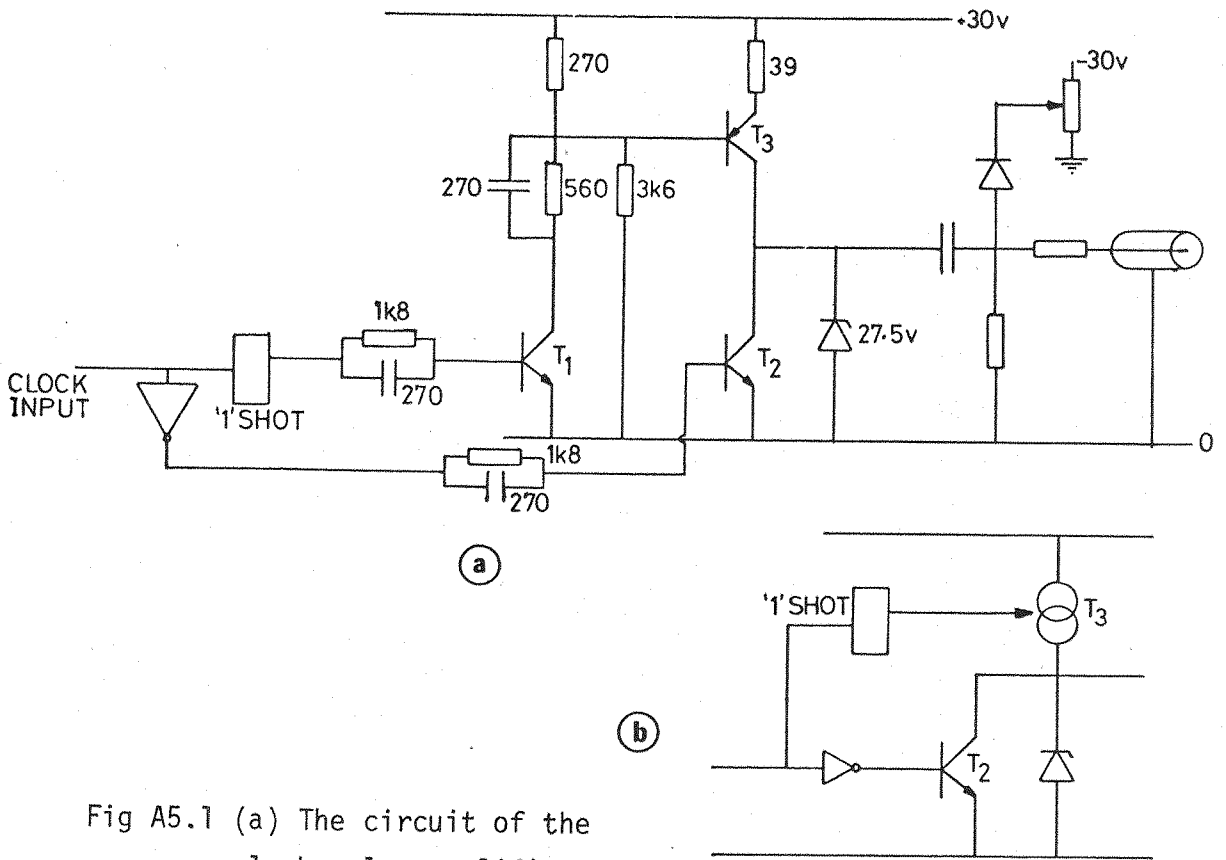 +30v
270
39
-30v
T3
270
560
3k6
1k8
27·5v
T1
T2
CLOCK
INPUT
270
'1' SHOT
0
1k8
270
a
'1' SHOT
T3
b
T2
Fig A5.1 (a) The circuit of the